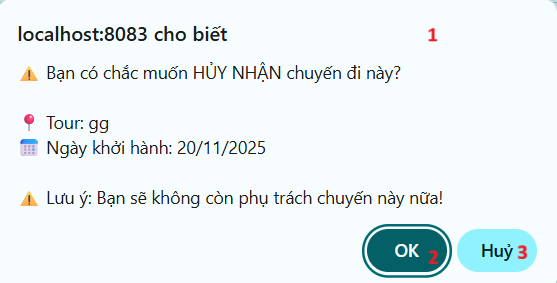 localhost:8083 cho biết 1
⚠️ Bạn có chắc muốn HỦY NHẬN chuyến đi này?
📍 Tour: gg
📅 Ngày khởi hành: 20/11/2025
⚠️ Lưu ý: Bạn sẽ không còn phụ trách chuyến này nữa!
OK 2 Huỷ 3